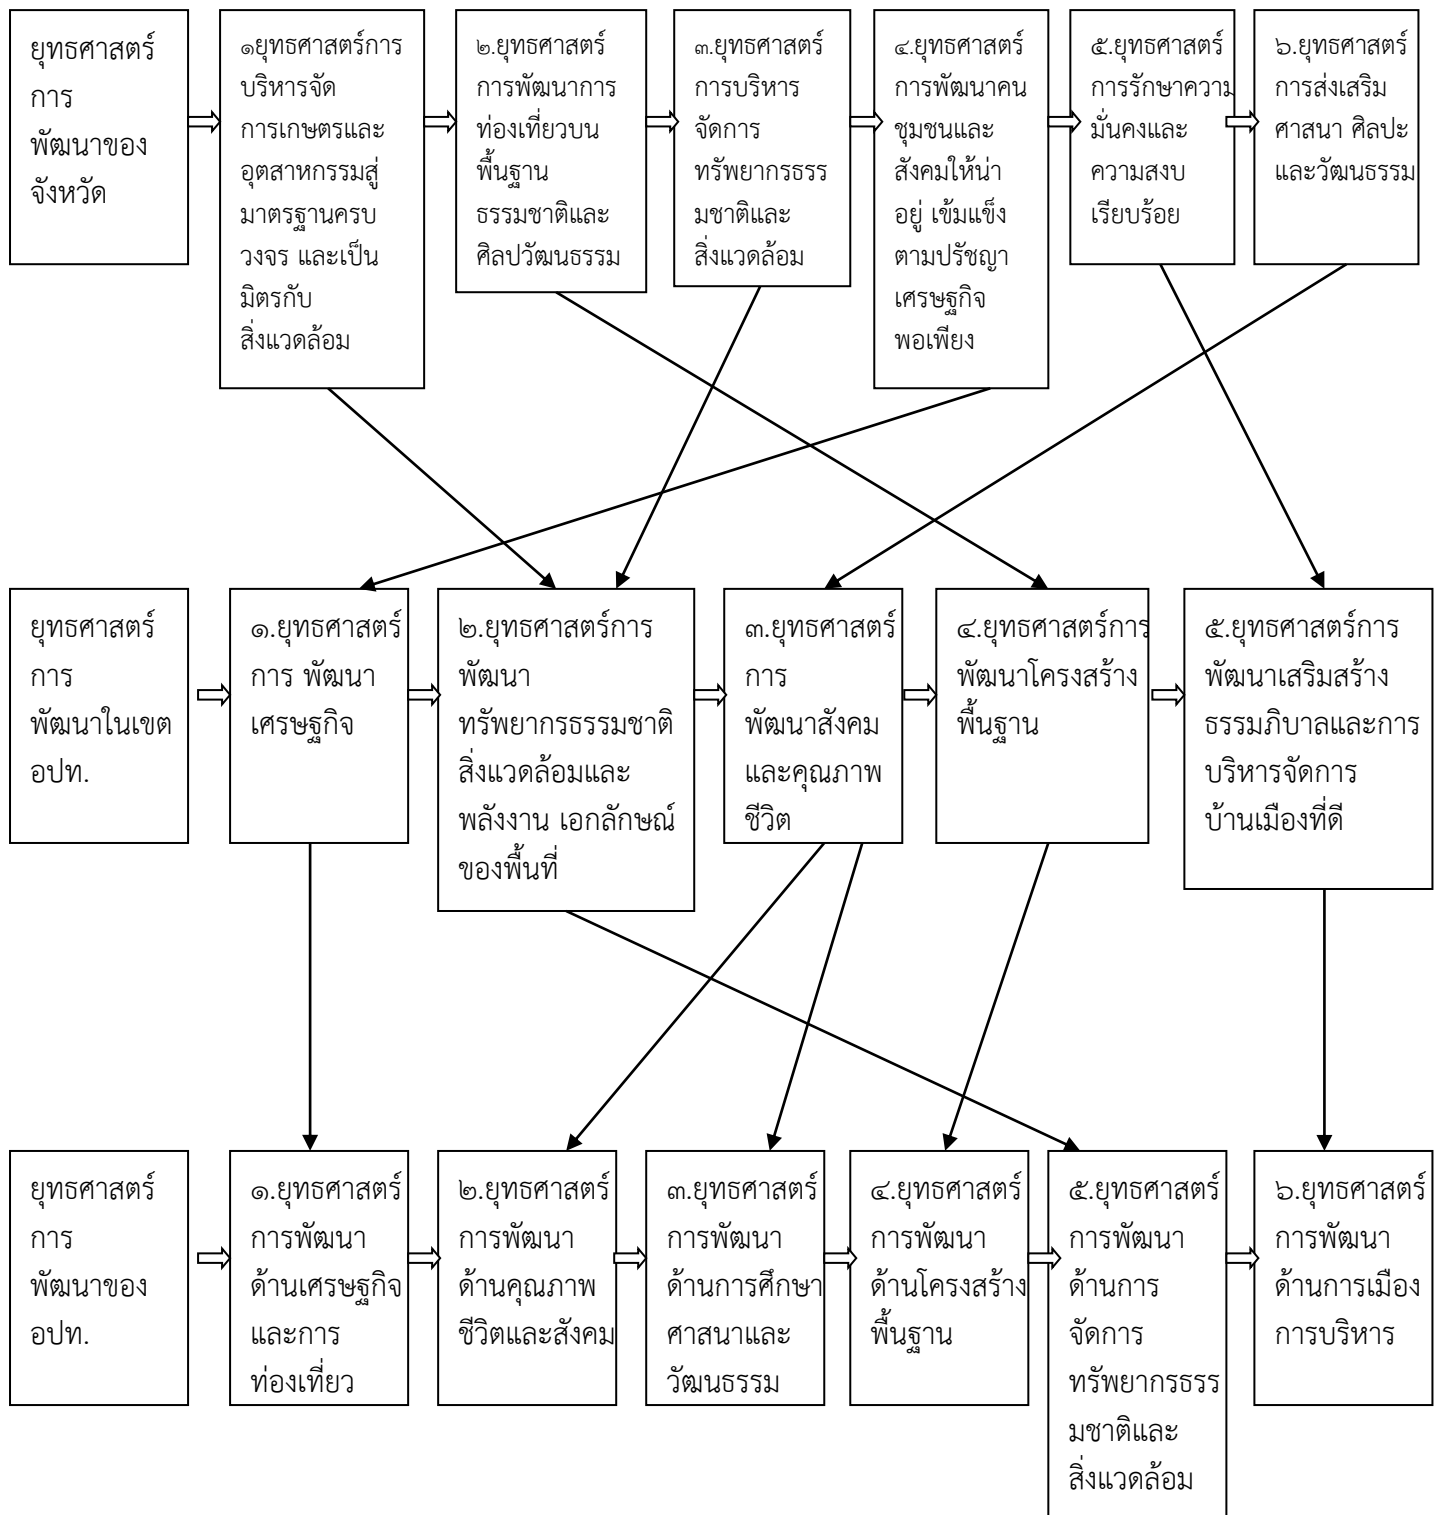 ยุทธศาสตร์
การ
พัฒนาของ
จังหวัด
๑ยุทธศาสตร์การ
บริหารจัด
การเกษตรและ
อุตสาหกรรมสู่
มาตรฐานครบ
วงจร และเป็น
มิตรกับ
สิ่งแวดล้อม
๒.ยุทธศาสตร์
การพัฒนาการ
ท่องเที่ยวบน
พื้นฐาน
ธรรมชาติและ
ศิลปวัฒนธรรม
๓.ยุทธศาสตร์
การบริหาร
จัดการ
ทรัพยากรธรร
มชาติและ
สิ่งแวดล้อม
๔.ยุทธศาสตร์
การพัฒนาคน
ชุมชนและ
สังคมให้น่า
อยู่ เข้มแข็ง
ตามปรัชญา
เศรษฐกิจ
พอเพียง
๕.ยุทธศาสตร์
การรักษาความ
มั่นคงและ
ความสงบ
เรียบร้อย
๖.ยุทธศาสตร์
การส่งเสริม
ศาสนา ศิลปะ
และวัฒนธรรม
ยุทธศาสตร์
การ
พัฒนาในเขต
อปท.
๑.ยุทธศาสตร์
การ พัฒนา
เศรษฐกิจ
๒.ยุทธศาสตร์การ
พัฒนา
ทรัพยากรธรรมชาติ
สิ่งแวดล้อมและ
พลังงาน เอกลักษณ์
ของพื้นที่
๓.ยุทธศาสตร์
การ
พัฒนาสังคม
และคุณภาพ
ชีวิต
๔.ยุทธศาสตร์การ
พัฒนาโครงสร้าง
พื้นฐาน
๕.ยุทธศาสตร์การ
พัฒนาเสริมสร้าง
ธรรมภิบาลและการ
บริหารจัดการ
บ้านเมืองที่ดี
ยุทธศาสตร์
การ
พัฒนาของ
อปท.
๑.ยุทธศาสตร์
การพัฒนา
ด้านเศรษฐกิจ
และการ
ท่องเที่ยว
๒.ยุทธศาสตร์
การพัฒนา
ด้านคุณภาพ
ชีวิตและสังคม
๓.ยุทธศาสตร์
การพัฒนา
ด้านการศึกษา
ศาสนาและ
วัฒนธรรม
๔.ยุทธศาสตร์
การพัฒนา
ด้านโครงสร้าง
พื้นฐาน
๕.ยุทธศาสตร์
การพัฒนา
ด้านการ
จัดการ
ทรัพยากรธรร
มชาติและ
สิ่งแวดล้อม
๖.ยุทธศาสตร์
การพัฒนา
ด้านการเมือง
การบริหาร